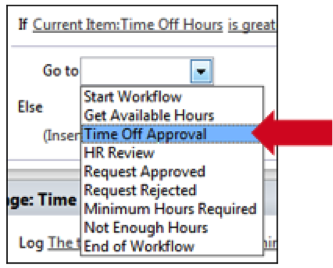 If Current Item:Time Off Hours is great
Go to
Start Workflow
Else
Get Available Hours
Time Off Approval
(Inser
HR Review
Request Approved
Request Rejected
ge: Time
Minimum Hours Required
Not Enough Hours
Log The
End of Workflow